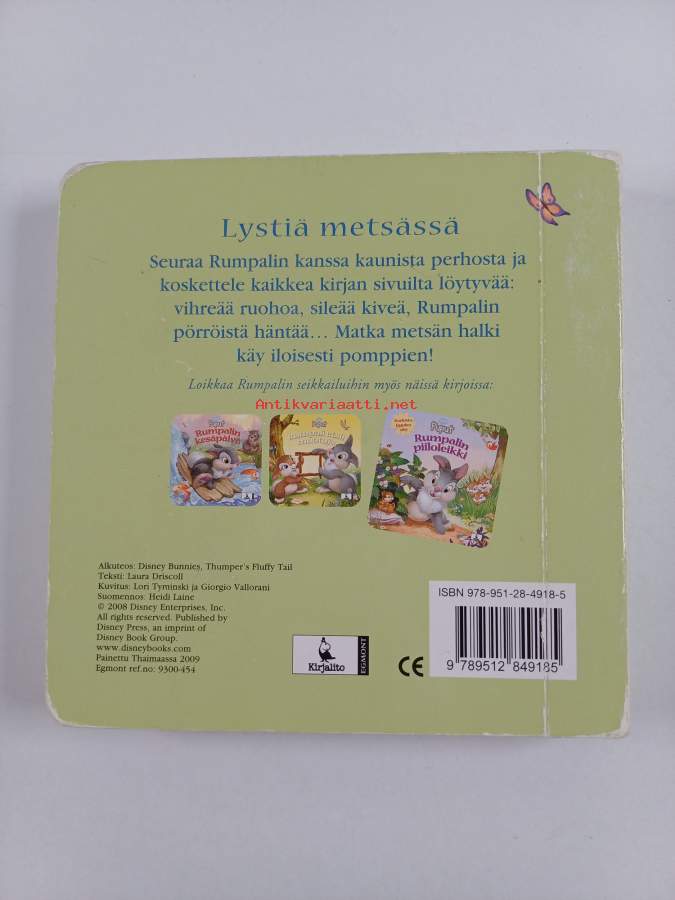 Lystiä metsässä
Seuraa Rumpalin kanssa kaunista perhosta ja
koskettele kaikkea kirjan sivuilta löytyvää:
vihreää ruohoa, sileää kiveä, Rumpalin
pörröistä häntää... Matka metsän halki
käy iloisesti pomppien!
Loikkaa Rumpalin seikkailuihin myös näissä kirjoissa:
Antikvariaatti.net
Puput
Rumpalin
kesäpäivä
Puput
Rumpalin
piiloleikki
Alkuteos: Disney Bunnies, Thumper's Fluffy Tail
Teksti: Laura Driscoll
Kuvitus: Lori Tyminski ja Giorgio Vallorani
Suomennos: Heidi Laine
© 2008 Disney Enterprises, Inc.
All rights reserved. Published by
Disney Press, an imprint of
Disney Book Group.
www.disneybooks.com
Painettu Thaimaassa 2009
Egmont ref.no: 9300-454
Kirjalito
EGMONT
CE
ISBN 978-951-28-4918-5
9 789512 849185